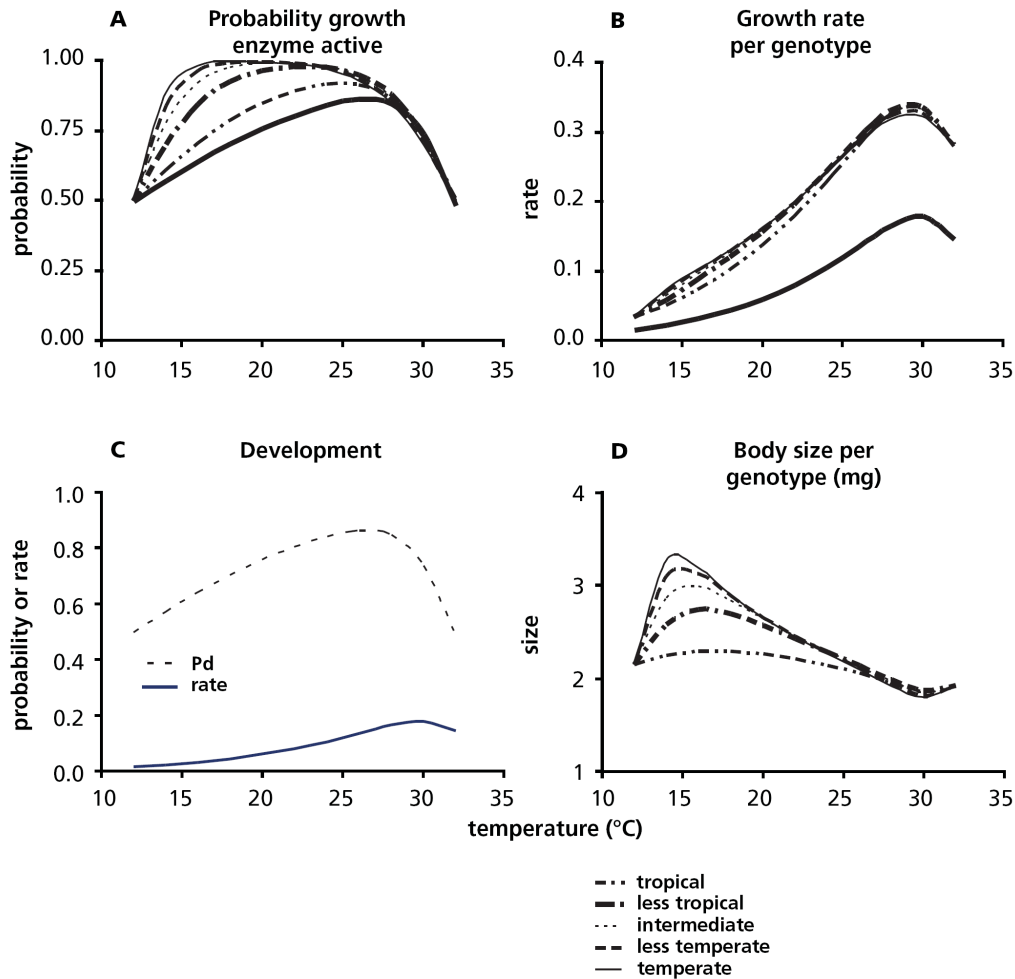 A
Probability growth
enzyme active
probability
1.00
0.75
0.50
0.25
0.00
10 15 20 25 30 35
B
Growth rate
per genotype
rate
0.4
0.3
0.2
0.1
0.0
10 15 20 25 30 35
C
Development
probability or rate
1.0
0.8
0.6
0.4
0.2
0.0
Pd
rate
10 15 20 25 30 35
D
Body size per
genotype (mg)
size
4
3
2
1
10 15 20 25 30 35
temperature (°C)
tropical
less tropical
intermediate
less temperate
temperate